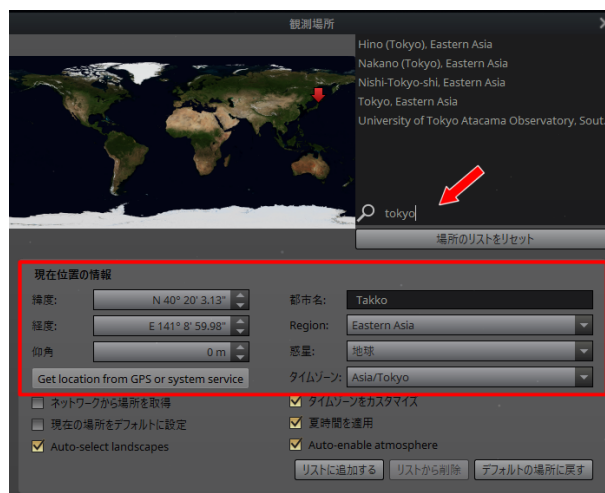 観測場所
Hino (Tokyo), Eastern Asia
Nakano (Tokyo), Eastern Asia
Nishi-Tokyo-shi, Eastern Asia
Tokyo, Eastern Asia
University of Tokyo Atacama Observatory, Sout.
tokyo
場所のリストをリセット
現在位置の情報
緯度: N 40° 20' 3.13" 都市名: Takko
経度: E 141° 8' 59.98" Region: Eastern Asia
仰角 0 m 惑星: 地球
Get location from GPS or system service タイムゾーン: Asia/Tokyo
ネットワークから場所を取得 タイムゾーンをカスタマイズ
現在の場所をデフォルトに設定 夏時間を適用
Auto-select landscapes Auto-enable atmosphere
リストに追加する リストから削除 デフォルトの場所に戻す